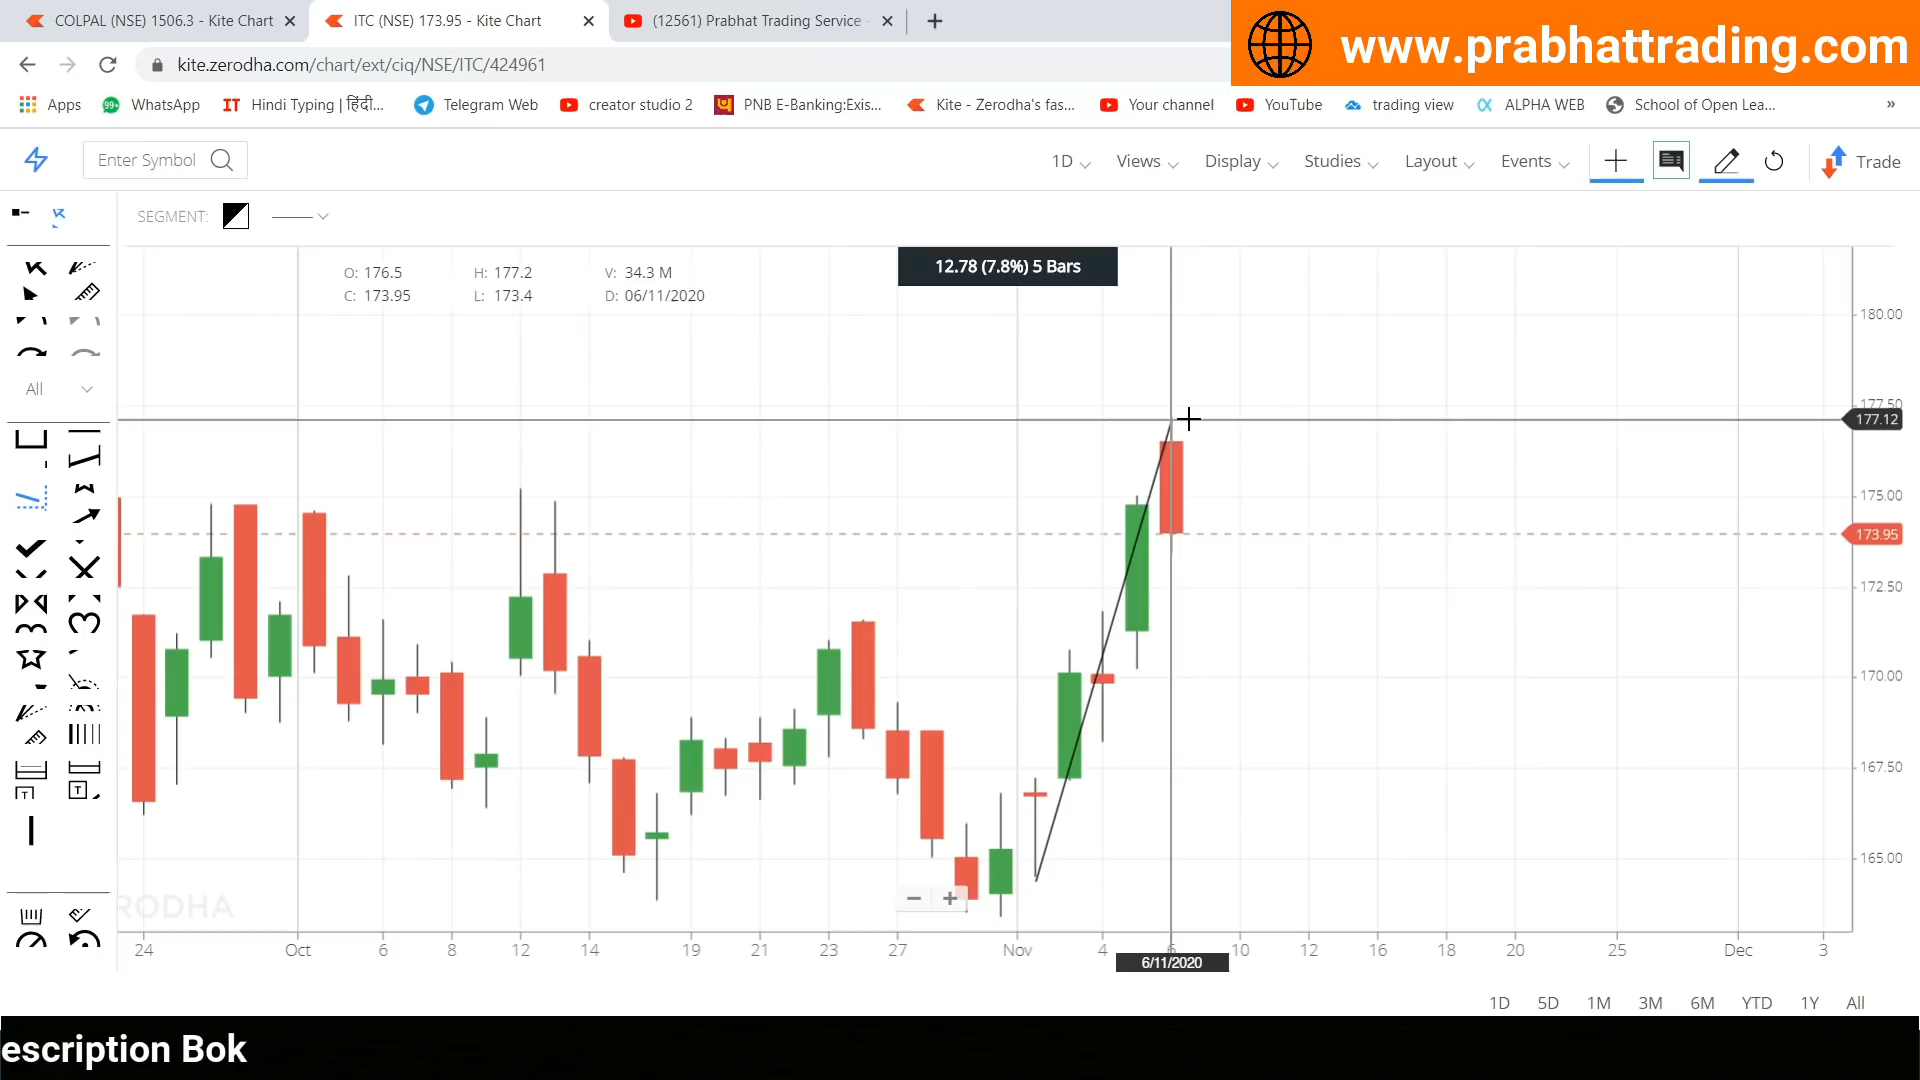 COLPAL (NSE) 1506.3 - Kite Chart
ITC (NSE) 173.95 - Kite Chart
(12561) Prabhat Trading Service -
www.prabhattrading.com
kite.zerodha.com/chart/ext/ciq/NSE/ITC/424961
Apps
99+
WhatsApp
IT
Hindi Typing | हिंदी...
Telegram Web
creator studio 2
PNB E-Banking:Exis...
Kite - Zerodha's fas...
Your channel
YouTube
trading view
ALPHA WEB
School of Open Lea...
»
Enter Symbol
1D
Views
Display
Studies
Layout
Events
Trade
SEGMENT:
O: 176.5 H: 177.2 V: 34.3 M
C: 173.95 L: 173.4 D: 06/11/2020
12.78 (7.8%) 5 Bars
All
180.00
177.50
177.12
175.00
173.95
172.50
170.00
167.50
165.00
T
T
RODHA
24 Oct 6 8 12 14 19 21 23 27 Nov 4 6 10 12 16 18 20 25 Dec 3
6/11/2020
1D 5D 1M 3M 6M YTD 1Y All
escription Bok